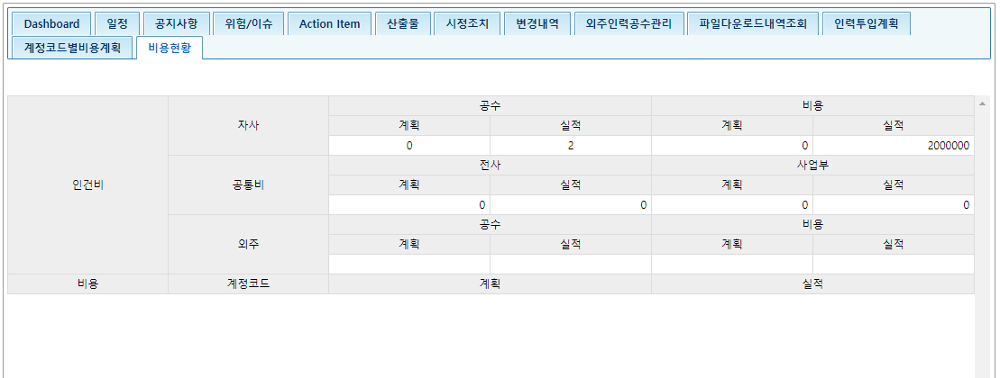 Dashboard 일정 공지사항 위험/이슈 Action Item 산출물 시정조치 변경내역 외주인력공수관리 파일다운로드내역조회 인력투입계획
계정코드별비용계획 비용현황
공수 비용
자사
계획 실적 계획 실적
0 2 0 2000000
전사 사업부
인건비 공통비
계획 실적 계획 실적
0 0 0 0
공수 비용
외주
계획 실적 계획 실적
비용 계정코드 계획 실적